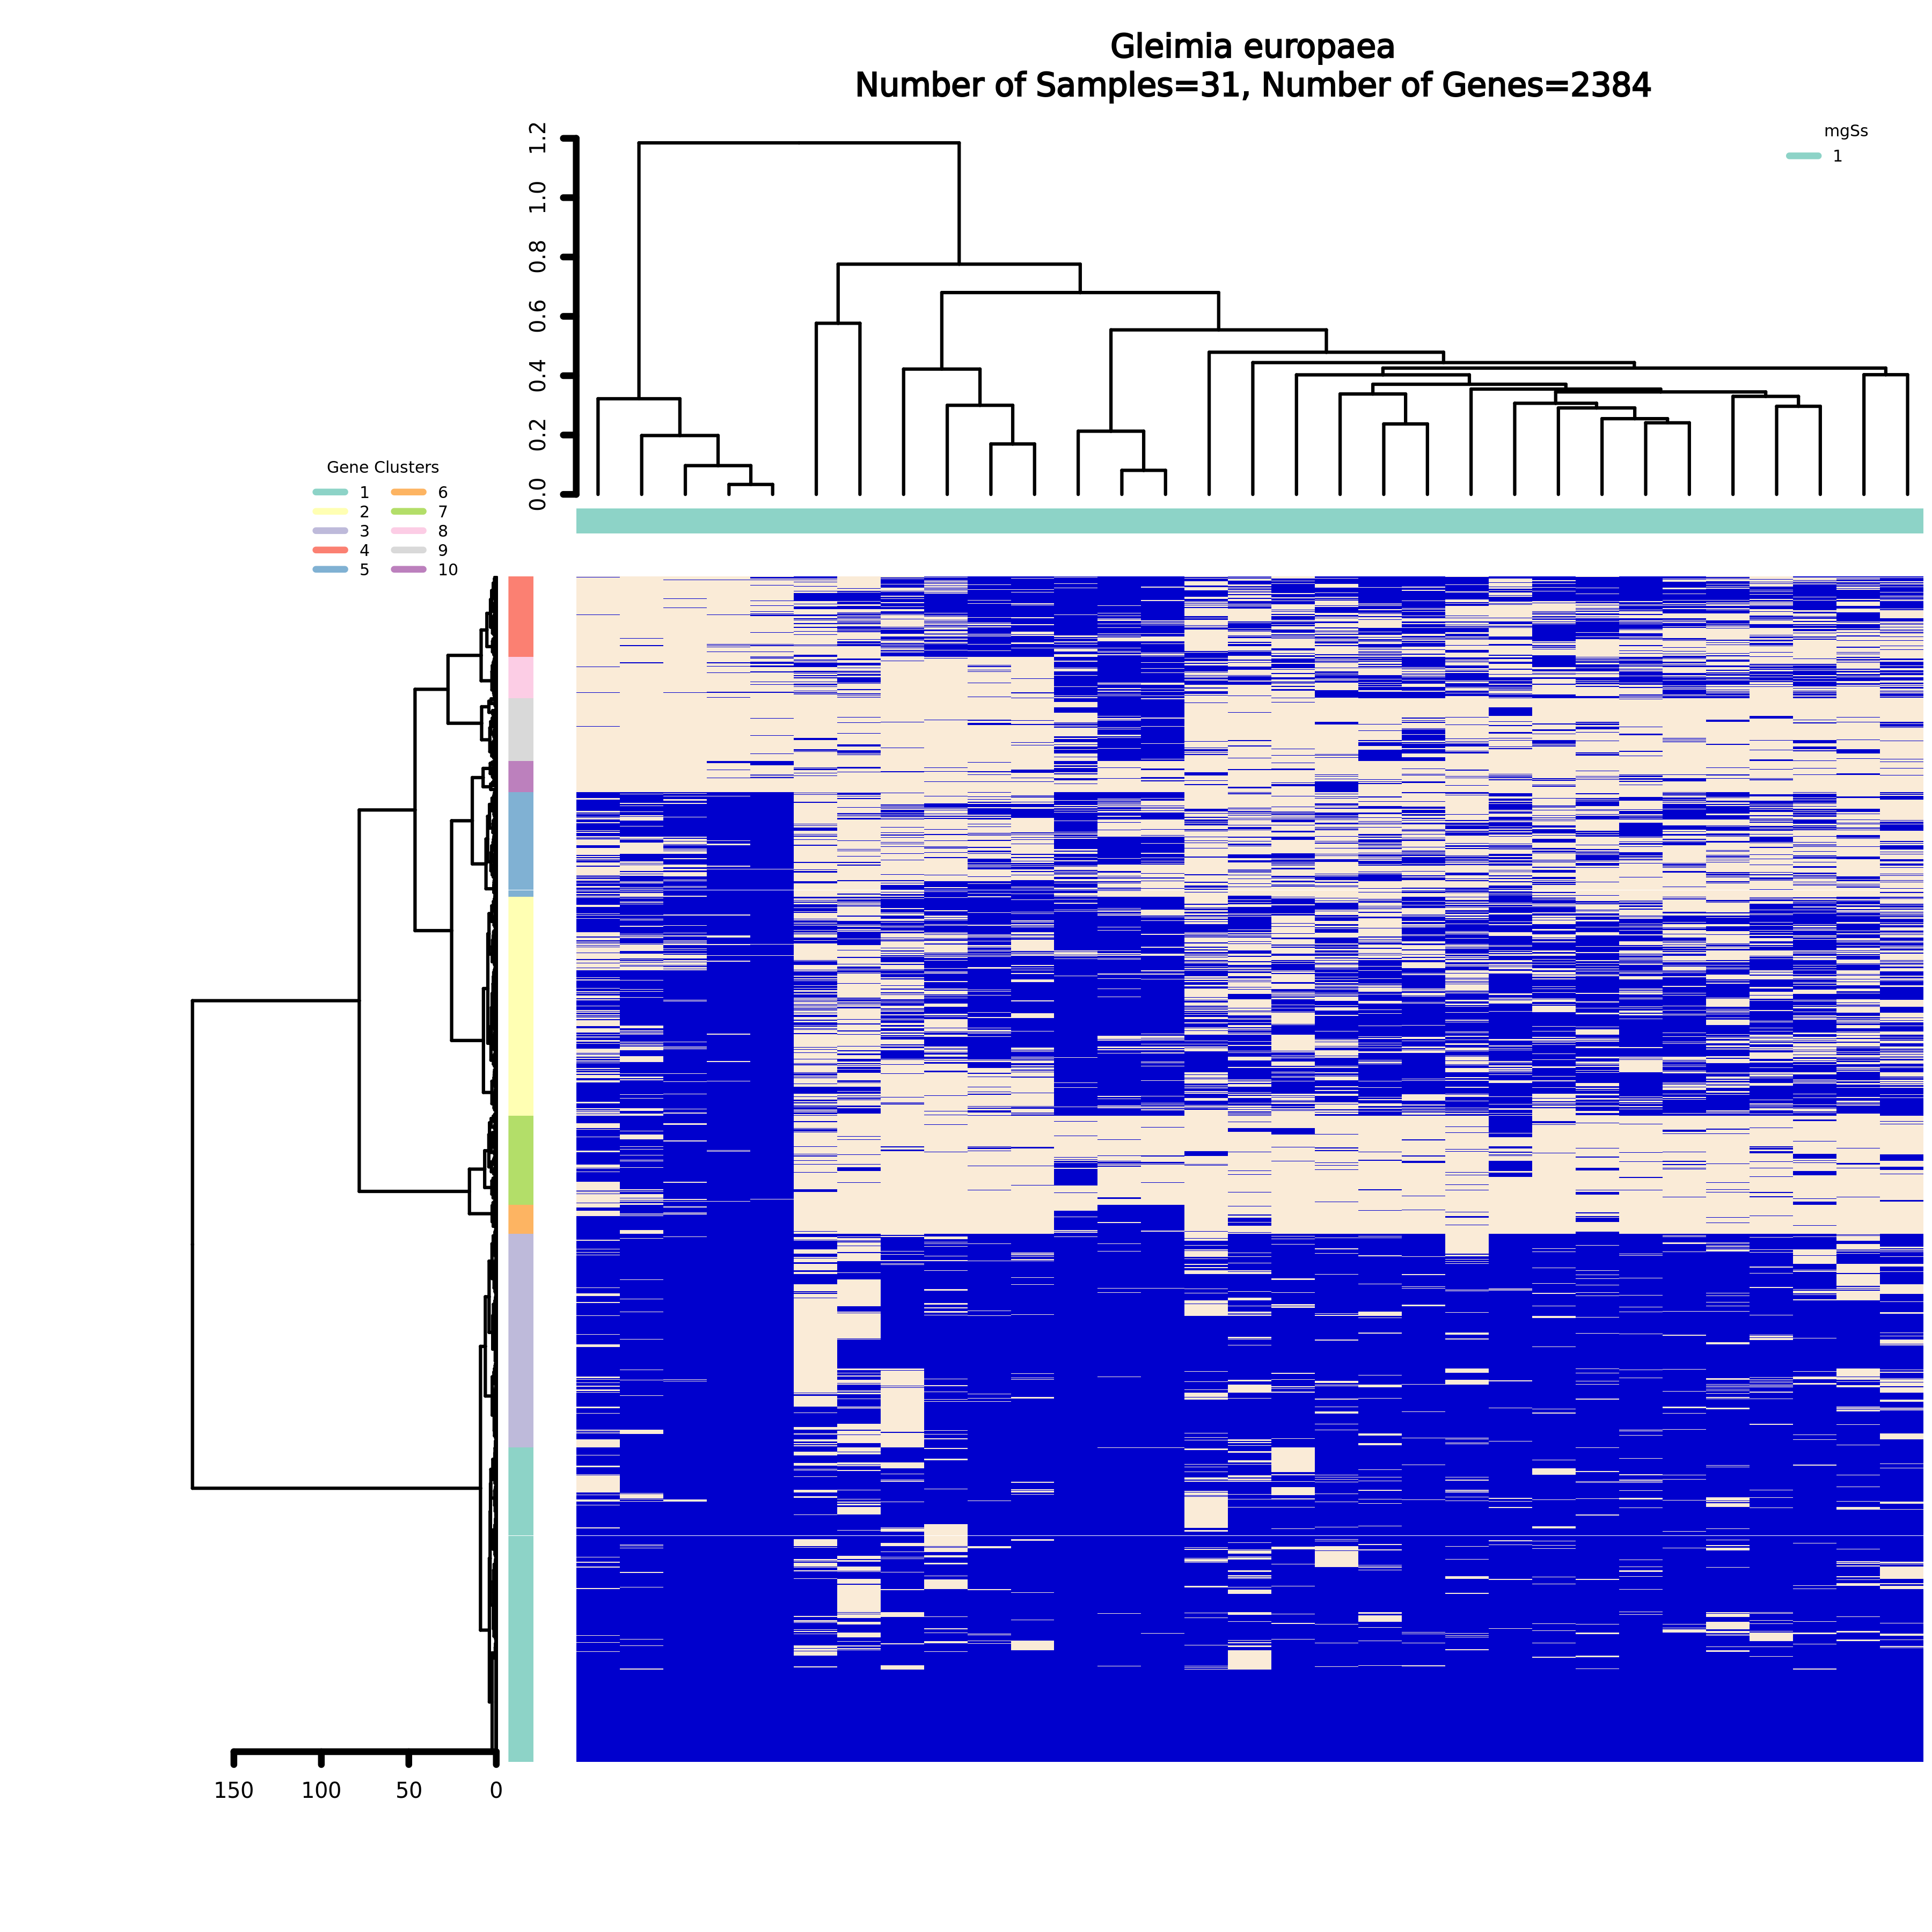 Gleimia europaea
Number of Samples=31, Number of Genes=2384
mgSs
1
1.2
1.0
0.8
0.6
0.4
0.2
0.0
Gene Clusters
1 6
2 7
3 8
4 9
5 10
150 100 50 0